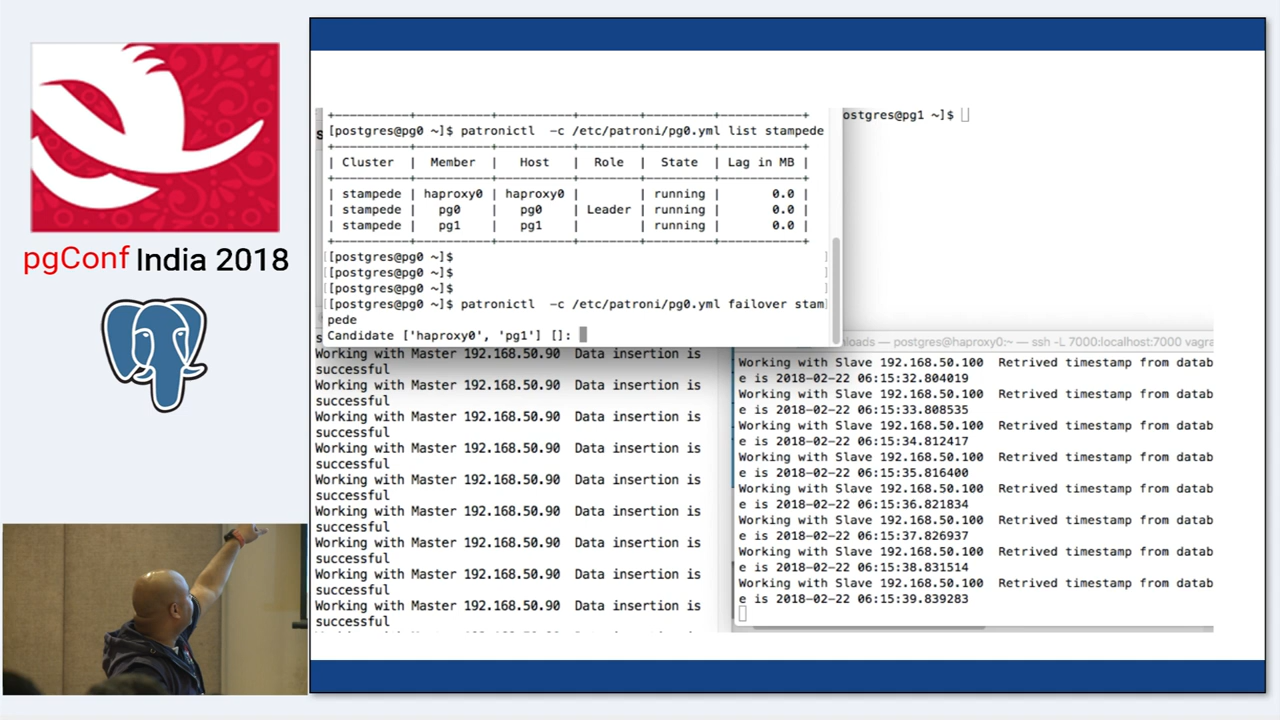 pgConf India 2018
+----------+----------+----------+--------+---------+-----------+
[postgres@pg0 ~]$ patronictl -c /etc/patroni/pg0.yml list stampede
+----------+----------+----------+--------+---------+-----------+
| Cluster | Member | Host | Role | State | Lag in MB |
+----------+----------+----------+--------+---------+-----------+
| stampede | haproxy0 | haproxy0 | | running | 0.0 |
| stampede | pg0 | pg0 | Leader | running | 0.0 |
| stampede | pg1 | pg1 | | running | 0.0 |
+----------+----------+----------+--------+---------+-----------+
[[postgres@pg0 ~]$ ]
[[postgres@pg0 ~]$ ]
[[postgres@pg0 ~]$ ]
[[postgres@pg0 ~]$ patronictl -c /etc/patroni/pg0.yml failover stam]
pede
Candidate ['haproxy0', 'pg1'] []:
ostgres@pg1 ~]$
Working with Master 192.168.50.90 Data insertion is
successful
Working with Master 192.168.50.90 Data insertion is
successful
Working with Master 192.168.50.90 Data insertion is
successful
Working with Master 192.168.50.90 Data insertion is
successful
Working with Master 192.168.50.90 Data insertion is
successful
Working with Master 192.168.50.90 Data insertion is
successful
Working with Master 192.168.50.90 Data insertion is
successful
Working with Master 192.168.50.90 Data insertion is
successful
Working with Master 192.168.50.90 Data insertion is
successful
nloads — postgres@haproxy0:~ — ssh -L 7000:localhost:7000 vagra
Working with Slave 192.168.50.100 Retrived timestamp from datab
e is 2018-02-22 06:15:32.804019
Working with Slave 192.168.50.100 Retrived timestamp from datab
e is 2018-02-22 06:15:33.808535
Working with Slave 192.168.50.100 Retrived timestamp from datab
e is 2018-02-22 06:15:34.812417
Working with Slave 192.168.50.100 Retrived timestamp from datab
e is 2018-02-22 06:15:35.816400
Working with Slave 192.168.50.100 Retrived timestamp from datab
e is 2018-02-22 06:15:36.821834
Working with Slave 192.168.50.100 Retrived timestamp from datab
e is 2018-02-22 06:15:37.826937
Working with Slave 192.168.50.100 Retrived timestamp from datab
e is 2018-02-22 06:15:38.831514
Working with Slave 192.168.50.100 Retrived timestamp from datab
e is 2018-02-22 06:15:39.839283